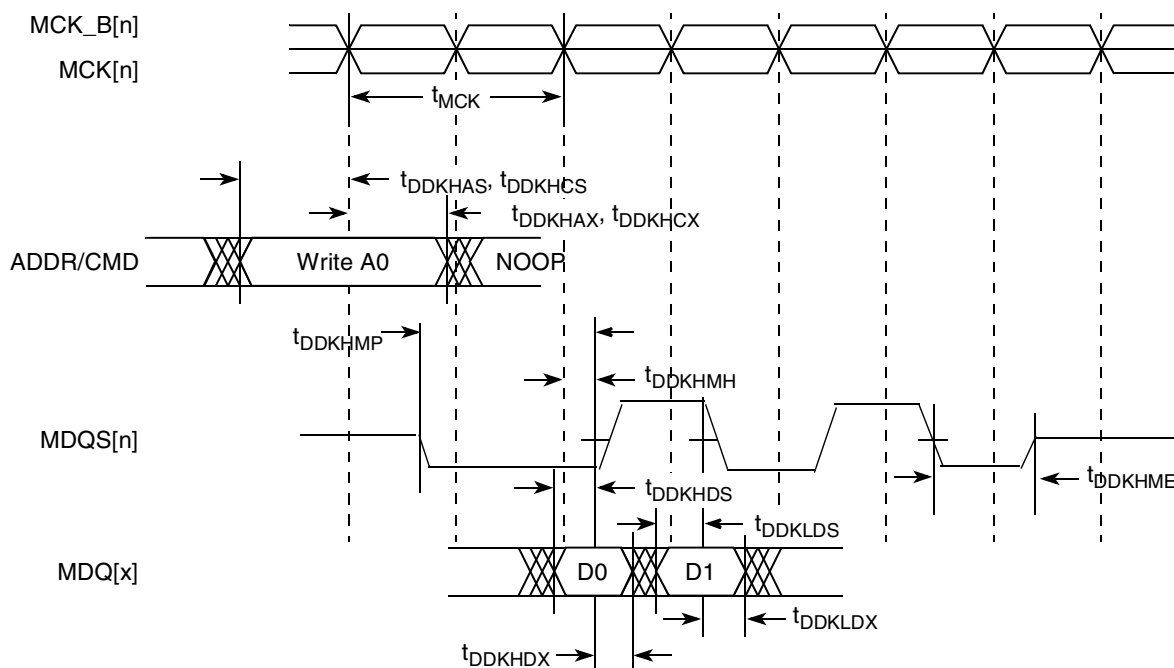 MCK_B[n]
MCK[n]
tMCK
tDDKHAS, tDDKHCS
tDDKHAX, tDDKHCX
ADDR/CMD
Write A0
NOOP
tDDKHMP
tDDKHMH
MDQS[n]
tDDKHDS
tDDKHME
tDDKLDS
MDQ[x]
D0
D1
tDDKLDX
tDDKHDX